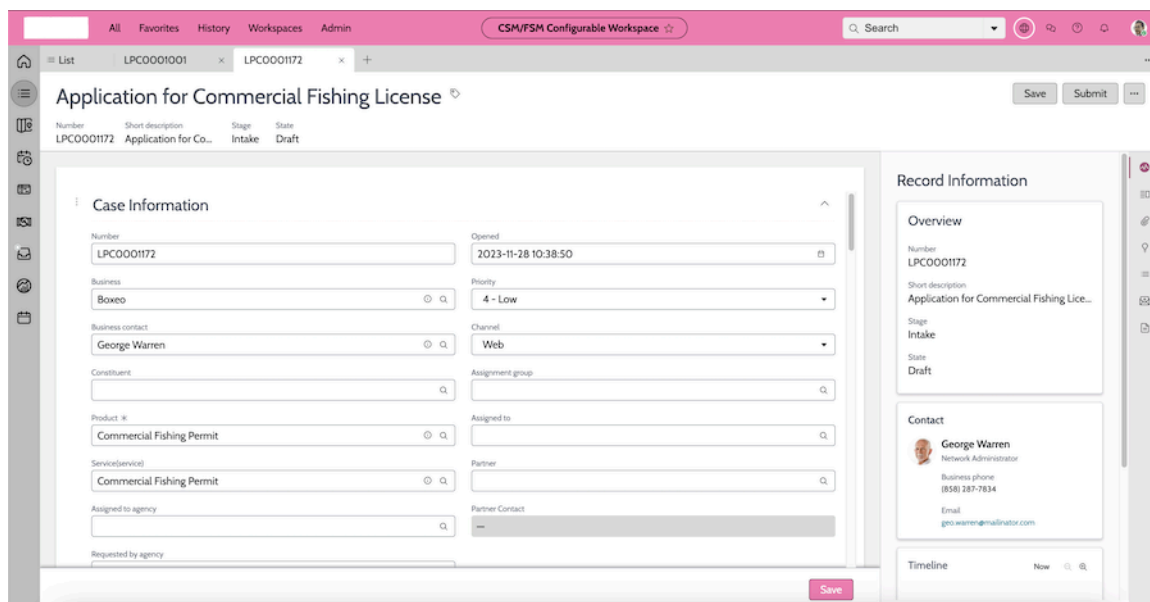 All Favorites History Workspaces Admin CSM/FSM Configurable Workspace Search
List LPC0001001 × LPC0001172 × +
Application for Commercial Fishing License Save Submit ...
Number Short description Stage State
LPC0001172 Application for Co... Intake Draft
Case Information
Number
LPC0001172
Opened
2023-11-28 10:38:50
Business
Boxeo
Priority
4 - Low
Business contact
George Warren
Channel
Web
Constituent
Assignment group
Product
Commercial Fishing Permit
Assigned to
Service(service)
Commercial Fishing Permit
Partner
Assigned to agency
Partner Contact
—
Requested by agency
Save
Record Information
Overview
Number
LPC0001172
Short description
Application for Commercial Fishing Lice...
Stage
Intake
State
Draft
Contact
George Warren
Network Administrator
Business phone
(858) 287-7834
Email
geo.warren@mailinator.com
Timeline Now